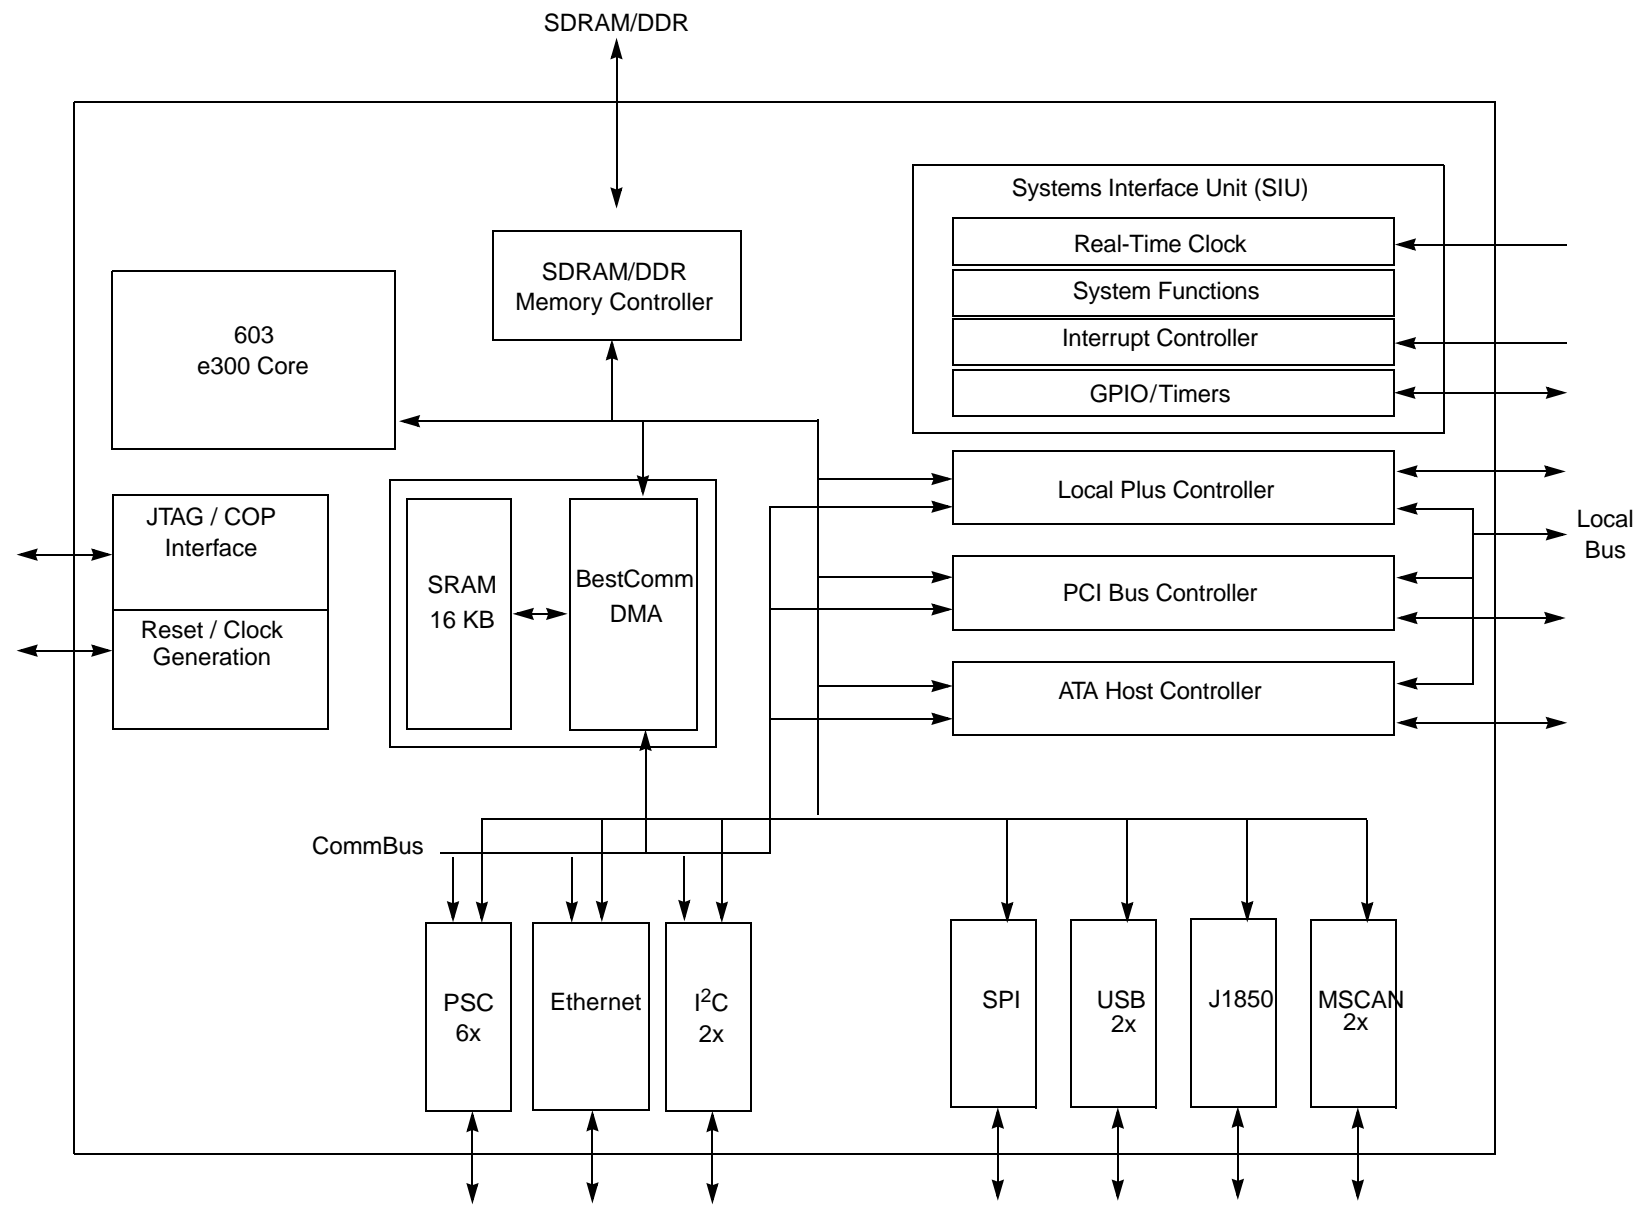 SDRAM/DDR
Systems Interface Unit (SIU)
Real-Time Clock
System Functions
Interrupt Controller
GPIO/Timers
SDRAM/DDR
Memory Controller
603
e300 Core
Local Plus Controller
PCI Bus Controller
ATA Host Controller
Local
Bus
JTAG / COP
Interface
Reset / Clock
Generation
SRAM
16 KB
BestComm
DMA
CommBus
PSC
6x
Ethernet
I²C
2x
SPI
USB
2x
J1850
MSCAN
2x